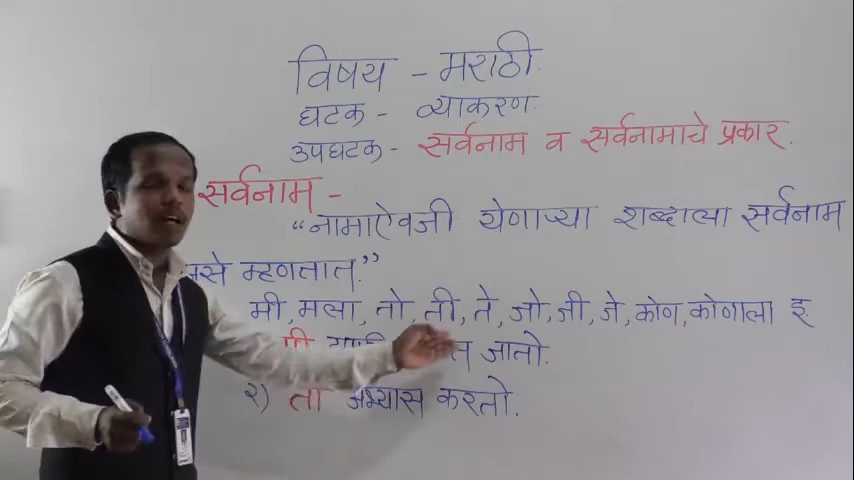 विषय - मराठी.
घटक - व्याकरण.
उपघटक - सर्वनाम व सर्वनामाचे प्रकार.
सर्वनाम -
"नामाऐवजी येणाऱ्या शब्दाला सर्वनाम
असे म्हणतात."
मी, मला, तो, ती, ते, जो, जी, जे, कोण, कोणाला इ
मी जातो.
२) तो अभ्यास करतो.